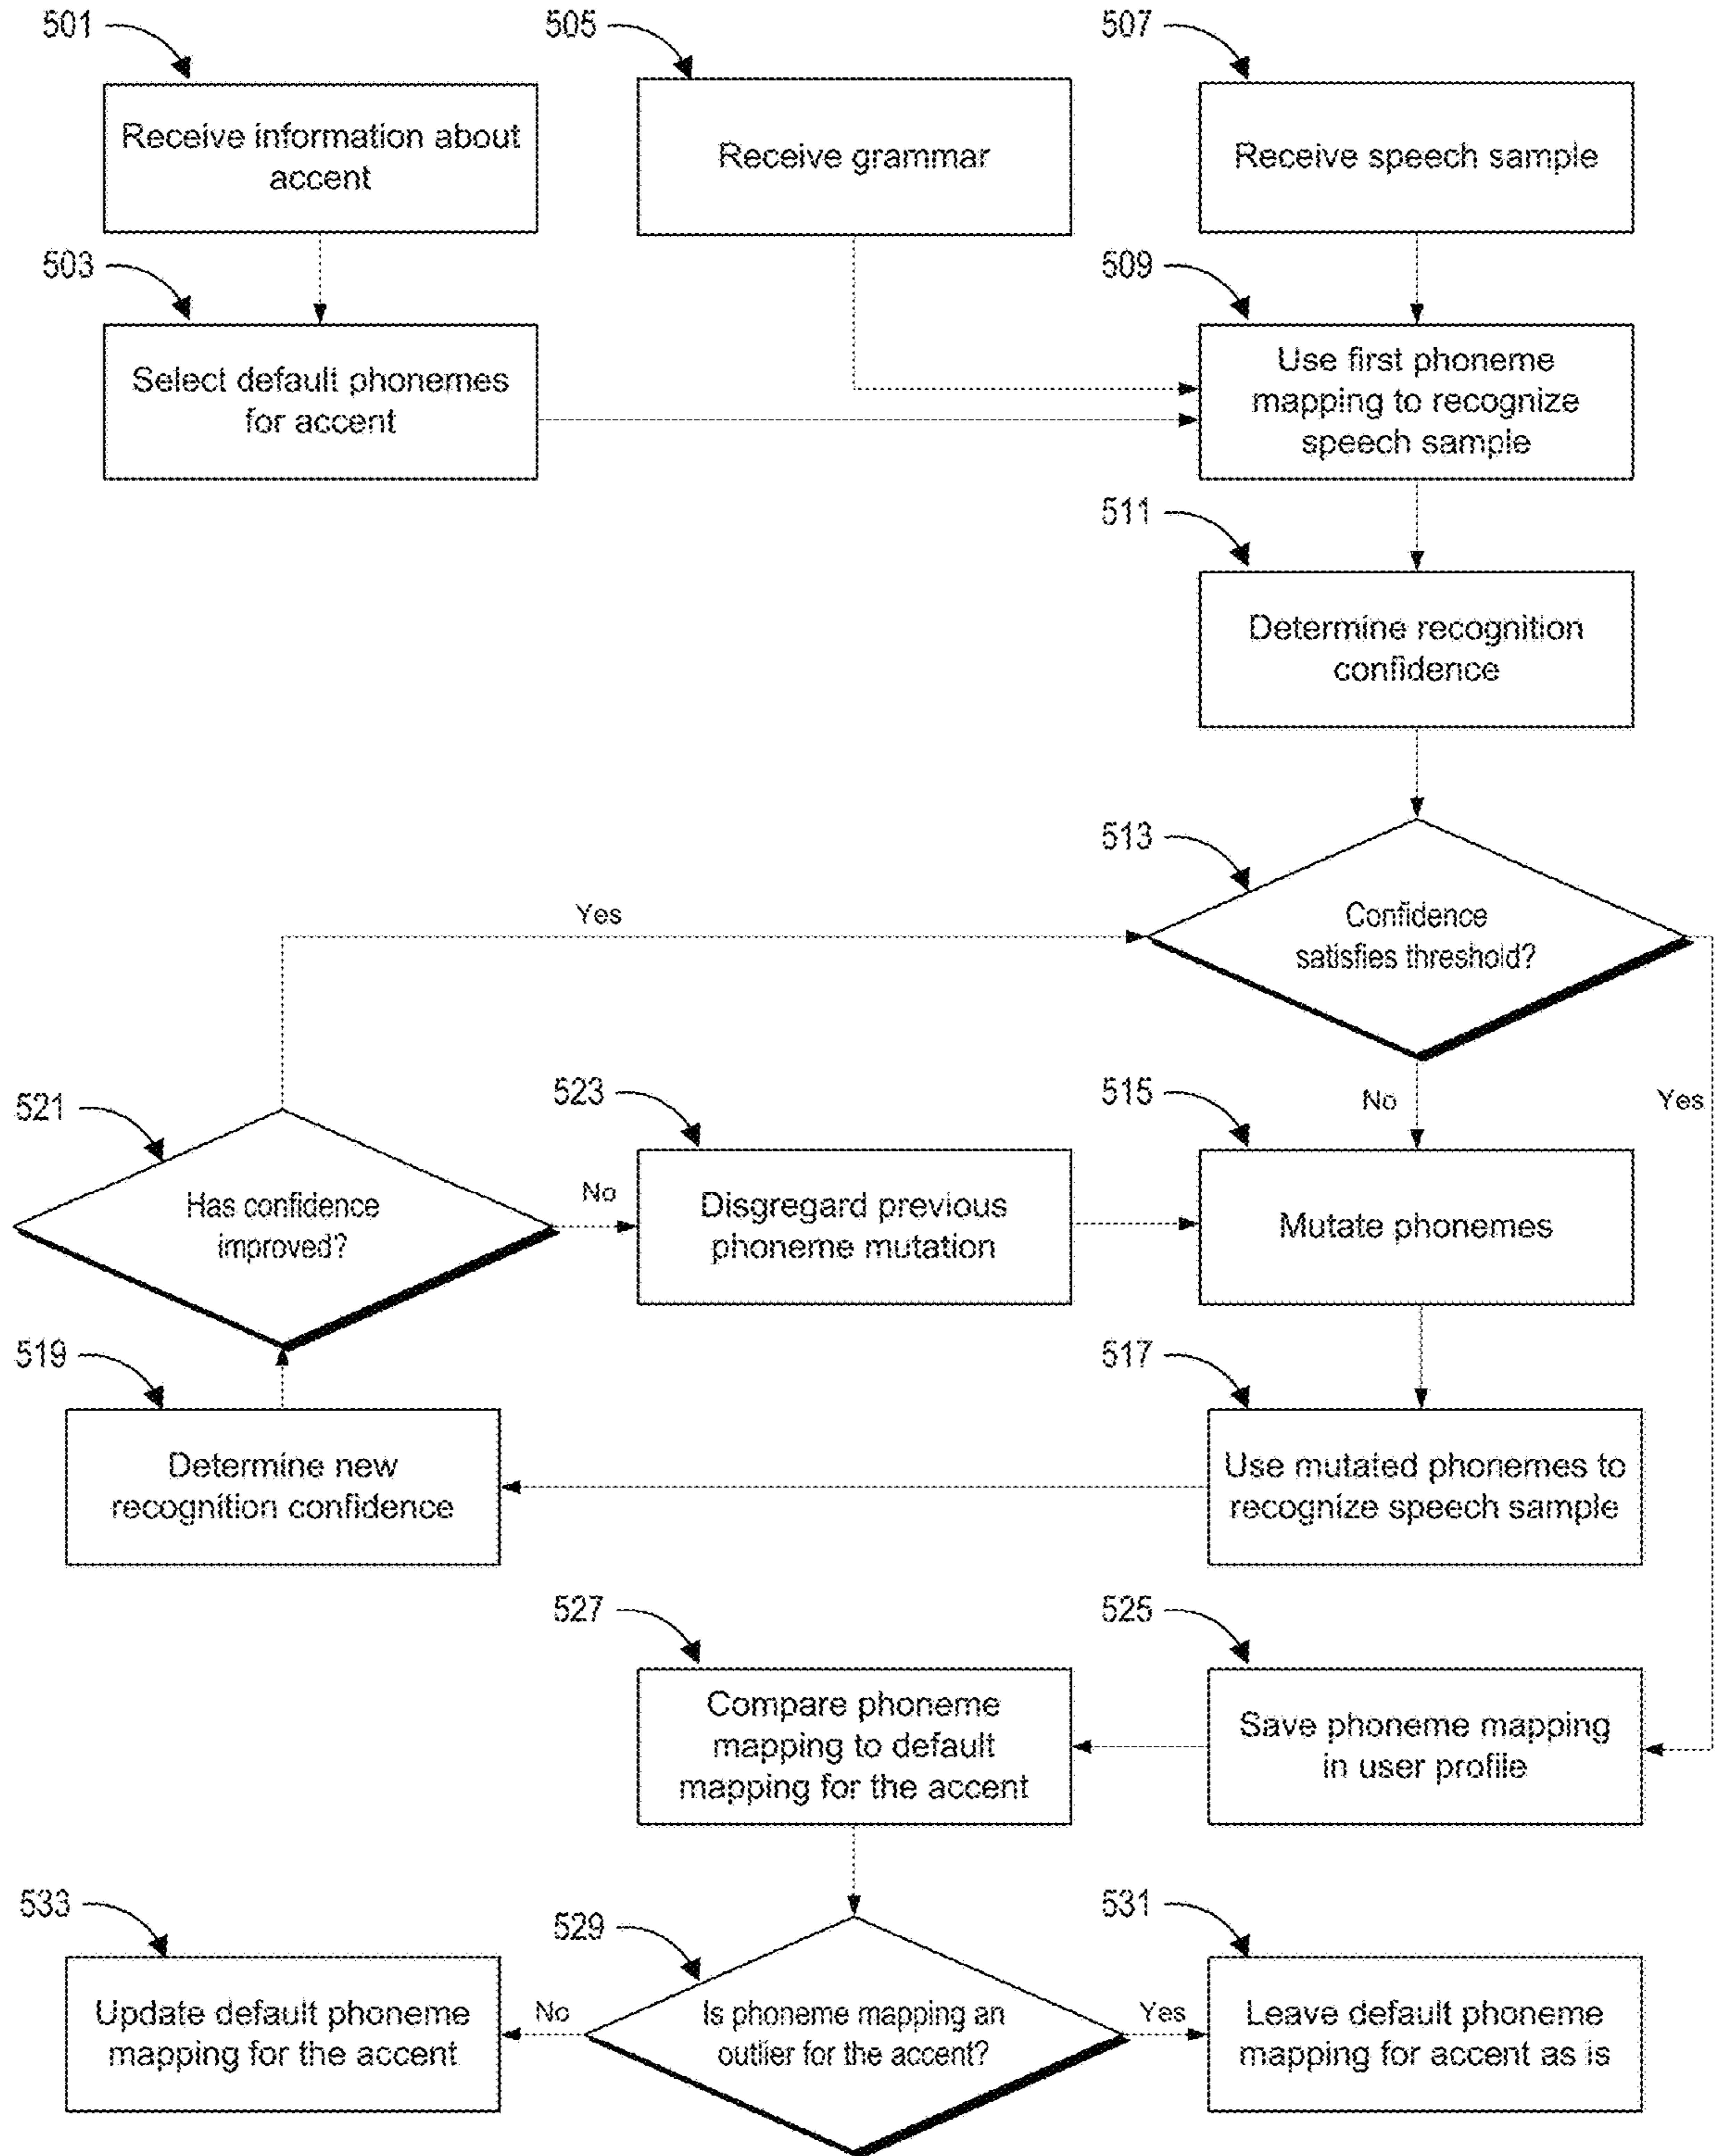 501
505
507
Receive information about
accent
Receive grammar
Receive speech sample
503
509
Select default phonemes
for accent
Use first phoneme
mapping to recognize
speech sample
511
Determine recognition
confidence
513
Yes
Confidence
satisfies threshold?
521
523
515
No
Yes
Has confidence
improved?
No
Disgregard previous
phoneme mutation
Mutate phonemes
519
517
Determine new
recognition confidence
Use mutated phonemes to
recognize speech sample
527
525
Compare phoneme
mapping to default
mapping for the accent
Save phoneme mapping
in user profile
533
529
531
Update default phoneme
mapping for the accent
No
Is phoneme mapping an
outlier for the accent?
Yes
Leave default phoneme
mapping for accent as is